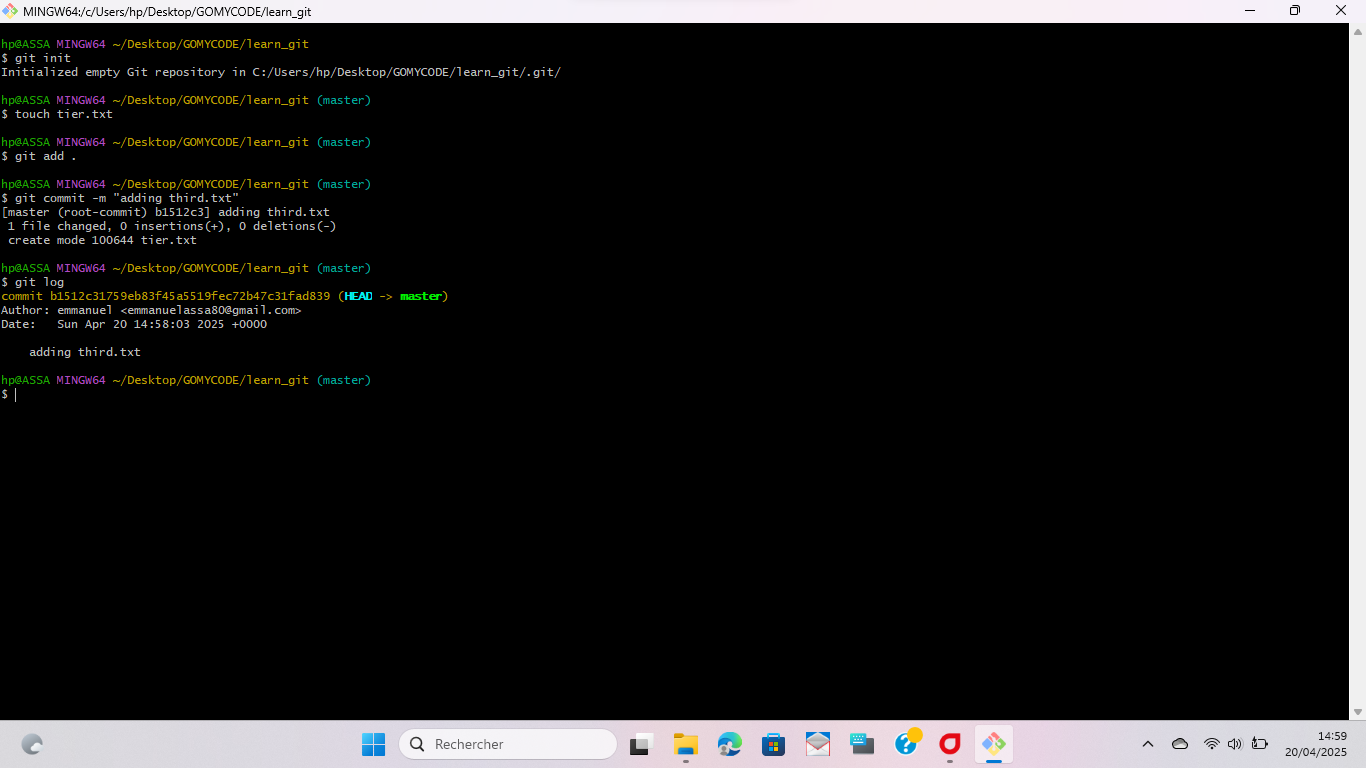 MINGW64:/c/Users/hp/Desktop/GOMYCODE/learn_git
hp@ASSA MINGW64 ~/Desktop/GOMYCODE/learn_git
$ git init
Initialized empty Git repository in C:/Users/hp/Desktop/GOMYCODE/learn_git/.git/
hp@ASSA MINGW64 ~/Desktop/GOMYCODE/learn_git (master)
$ touch tier.txt
hp@ASSA MINGW64 ~/Desktop/GOMYCODE/learn_git (master)
$ git add .
hp@ASSA MINGW64 ~/Desktop/GOMYCODE/learn_git (master)
$ git commit -m "adding third.txt"
[master (root-commit) b1512c3] adding third.txt
 1 file changed, 0 insertions(+), 0 deletions(-)
 create mode 100644 tier.txt
hp@ASSA MINGW64 ~/Desktop/GOMYCODE/learn_git (master)
$ git log
commit b1512c31759eb83f45a5519fec72b47c31fad839 (HEAD -> master)
Author: emmanuel <emmanuelassa80@gmail.com>
Date:   Sun Apr 20 14:58:03 2025 +0000
    adding third.txt
hp@ASSA MINGW64 ~/Desktop/GOMYCODE/learn_git (master)
$
Rechercher
14:59
20/04/2025